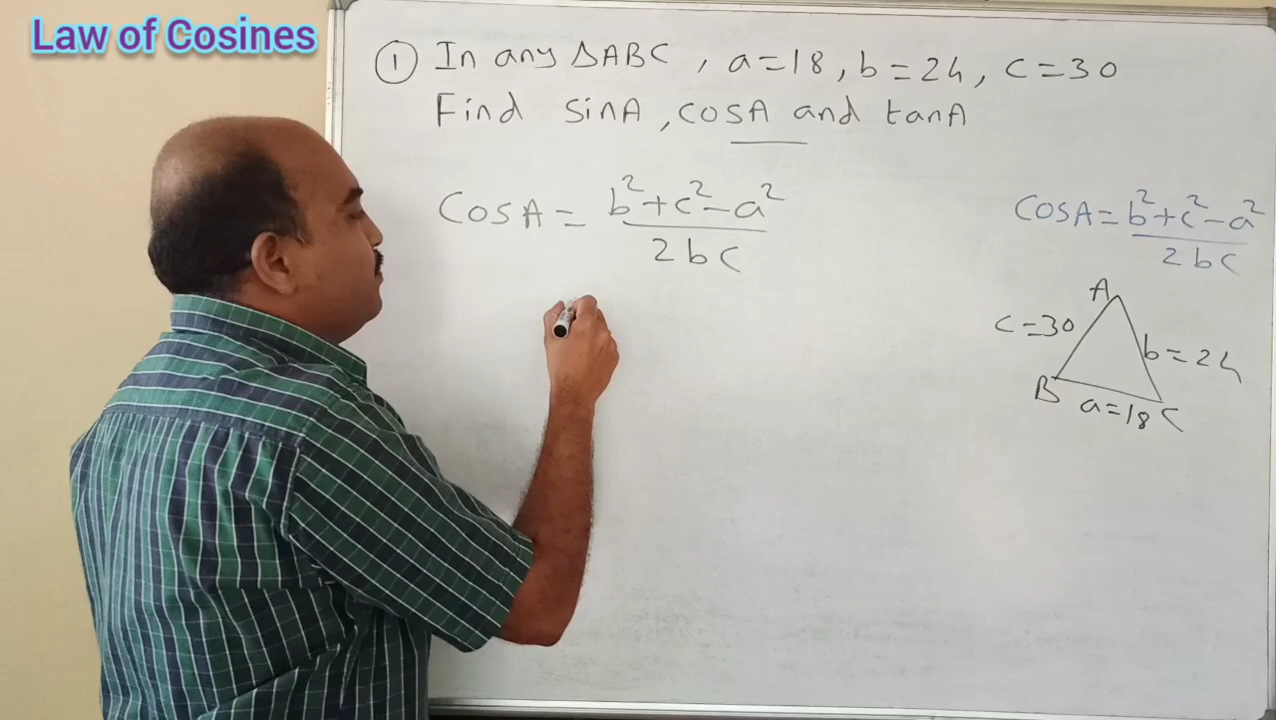 Law of Cosines
① In any ΔABC , a=18, b=24, c=30
Find sinA, cosA and tanA
CosA = b²+c²-a²
2bc
CosA = b²+c²-a²
2bc
A
c=30
b=24
B
a=18
C